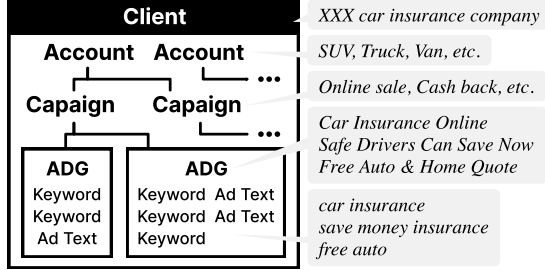 Client
XXX car insurance company
Account Account
SUV, Truck, Van, etc.
...
Capaign Capaign
Online sale, Cash back, etc.
...
Car Insurance Online
Safe Drivers Can Save Now
Free Auto & Home Quote
ADG
Keyword
Keyword
Ad Text
ADG
Keyword Ad Text
Keyword Ad Text
Keyword
car insurance
save money insurance
free auto